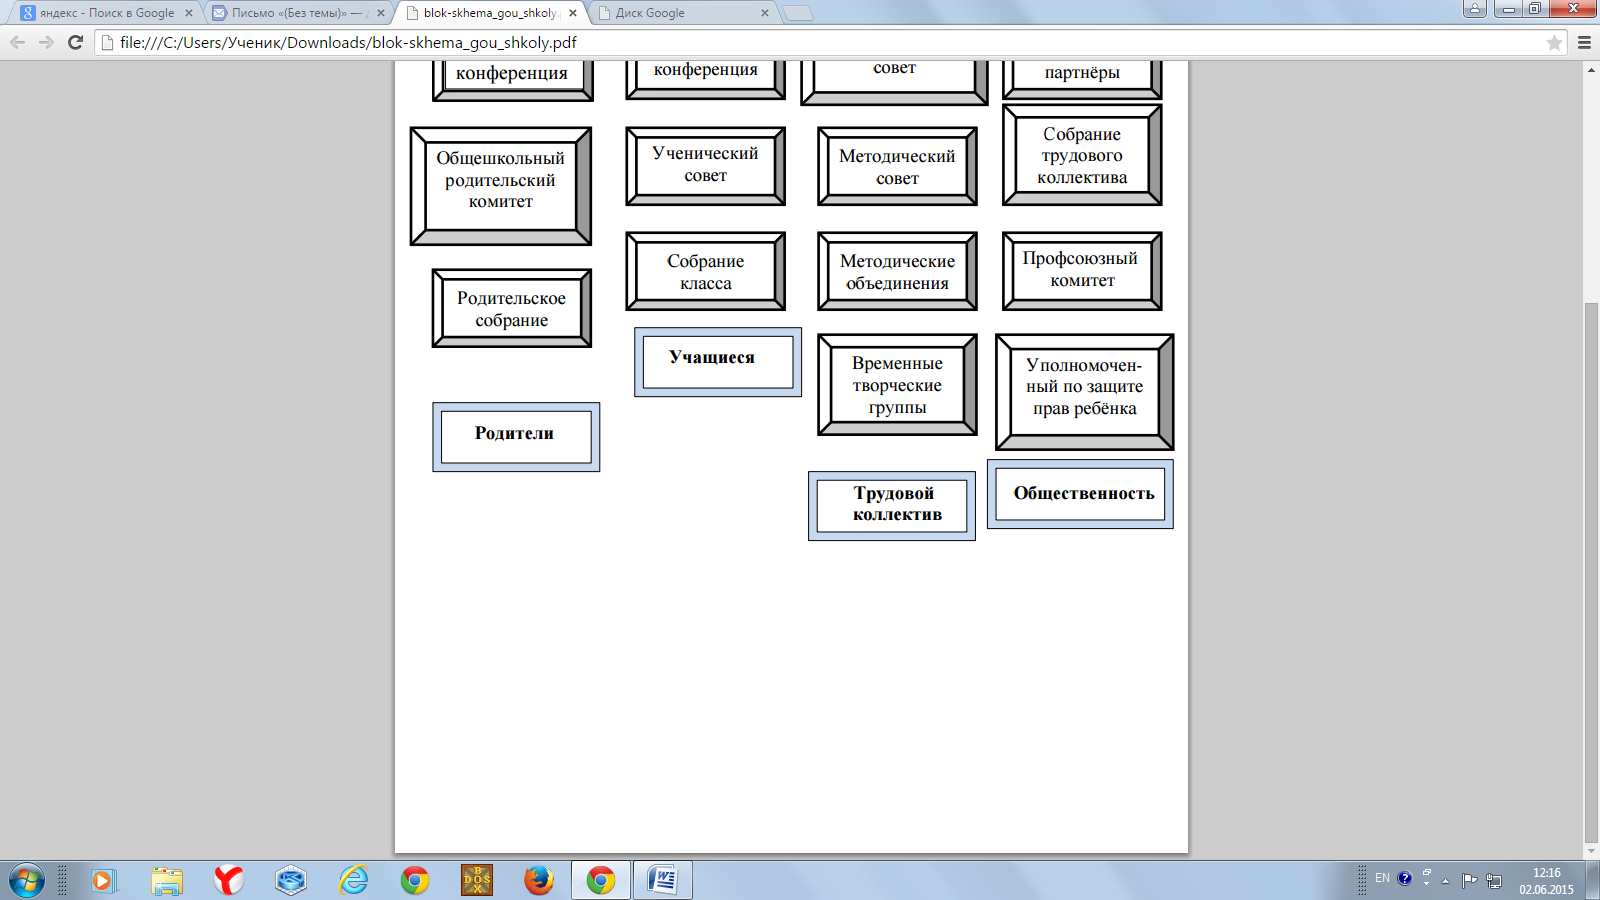 яндекс - Поиск в Google
Письмо «(Без темы)» — Д
blok-skhema_gou_shkoly.p
Диск Google
file:///C:/Users/Ученик/Downloads/blok-skhema_gou_shkoly.pdf
конференция
конференция
совет
партнёры
Общешкольный
родительский
комитет
Ученический
совет
Методический
совет
Собрание
трудового
коллектива
Родительское
собрание
Собрание
класса
Методические
объединения
Профсоюзный
комитет
Учащиеся
Временные
творческие
группы
Уполномочен-
ный по защите
прав ребёнка
Родители
Трудовой
коллектив
Общественность
EN
12:16
02.06.2015